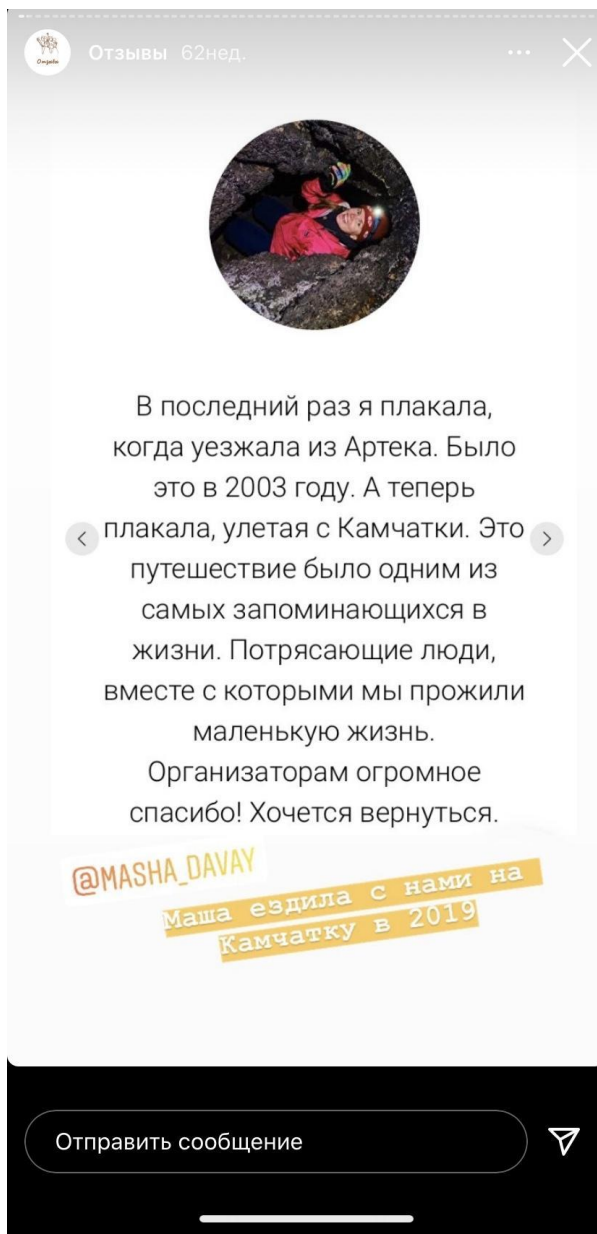 Отзывы 62нед.
В последний раз я плакала,
когда уезжала из Артека. Было
это в 2003 году. А теперь
плакала, улетая с Камчатки. Это
путешествие было одним из
самых запоминающихся в
жизни. Потрясающие люди,
вместе с которыми мы прожили
маленькую жизнь.
Организаторам огромное
спасибо! Хочется вернуться.
@MASHA_DAVAY
Маша ездила с нами на
Камчатку в 2019
Отправить сообщение